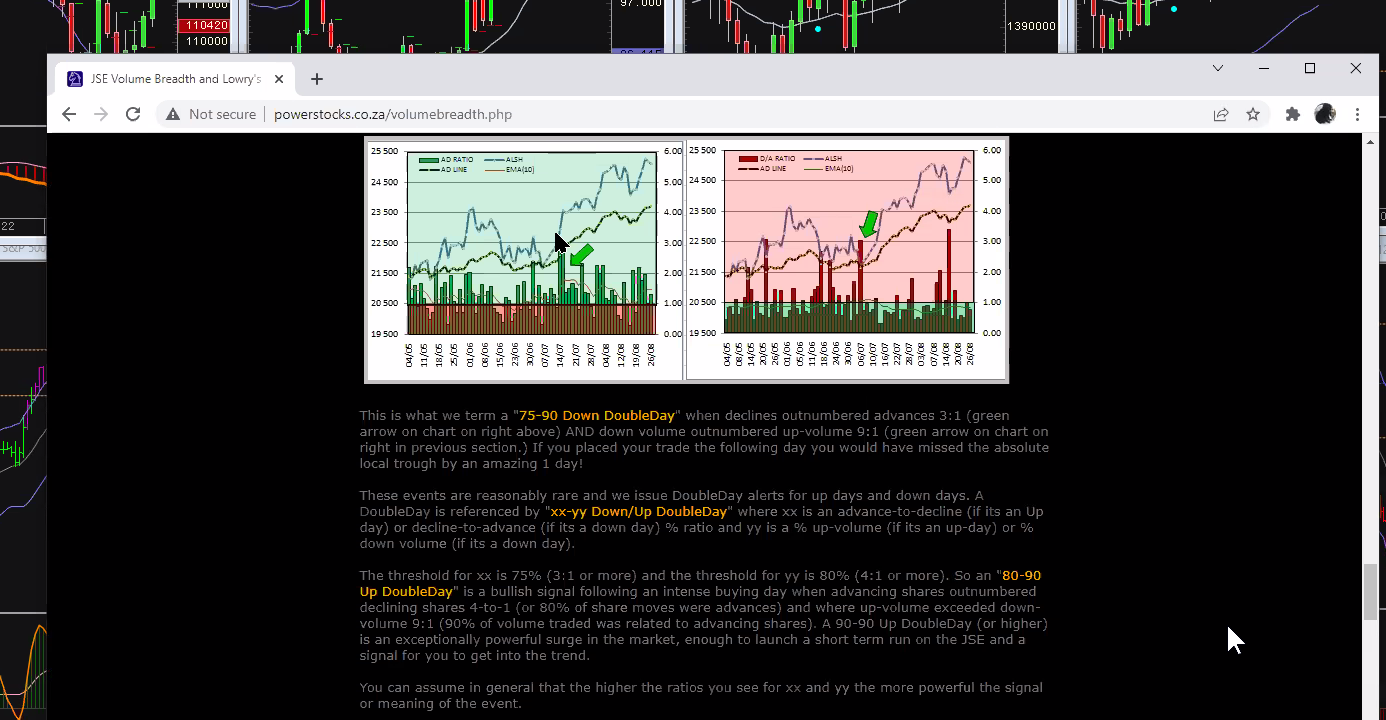 111000
110420
110000
97.000
1390000
JSE Volume Breadth and Lowry's
Not secure
powerstocks.co.za/volumebreadth.php
25 500
24 500
23 500
22 500
21 500
20 500
19 500
AD RATIO
ALSH
AD LINE
EMA(10)
6.00
5.00
4.00
3.00
2.00
1.00
0.00
04/05
11/05
18/05
25/05
01/06
08/06
15/06
23/06
30/06
07/07
14/07
21/07
28/07
04/08
12/08
19/08
26/08
25 500
24 500
23 500
22 500
21 500
20 500
19 500
D/A RATIO
ALSH
AD LINE
EMA(10)
6.00
5.00
4.00
3.00
2.00
1.00
0.00
04/05
08/05
14/05
20/05
26/05
01/06
05/06
11/06
18/06
24/06
30/06
06/07
10/07
16/07
22/07
28/07
03/08
07/08
14/08
20/08
26/08
22
S&P 500
This is what we term a "75-90 Down DoubleDay" when declines outnumbered advances 3:1 (green
arrow on chart on right above) AND down volume outnumbered up-volume 9:1 (green arrow on chart on
right in previous section.) If you placed your trade the following day you would have missed the absolute
local trough by an amazing 1 day!
These events are reasonably rare and we issue DoubleDay alerts for up days and down days. A
DoubleDay is referenced by "xx-yy Down/Up DoubleDay" where xx is an advance-to-decline (if its an Up
day) or decline-to-advance (if its a down day) % ratio and yy is a % up-volume (if its an up-day) or %
down volume (if its a down day).
The threshold for xx is 75% (3:1 or more) and the threshold for yy is 80% (4:1 or more). So an "80-90
Up DoubleDay" is a bullish signal following an intense buying day when advancing shares outnumbered
declining shares 4-to-1 (or 80% of share moves were advances) and where up-volume exceeded down-
volume 9:1 (90% of volume traded was related to advancing shares). A 90-90 Up DoubleDay (or higher)
is an exceptionally powerful surge in the market, enough to launch a short term run on the JSE and a
signal for you to get into the trend.
You can assume in general that the higher the ratios you see for xx and yy the more powerful the signal
or meaning of the event.